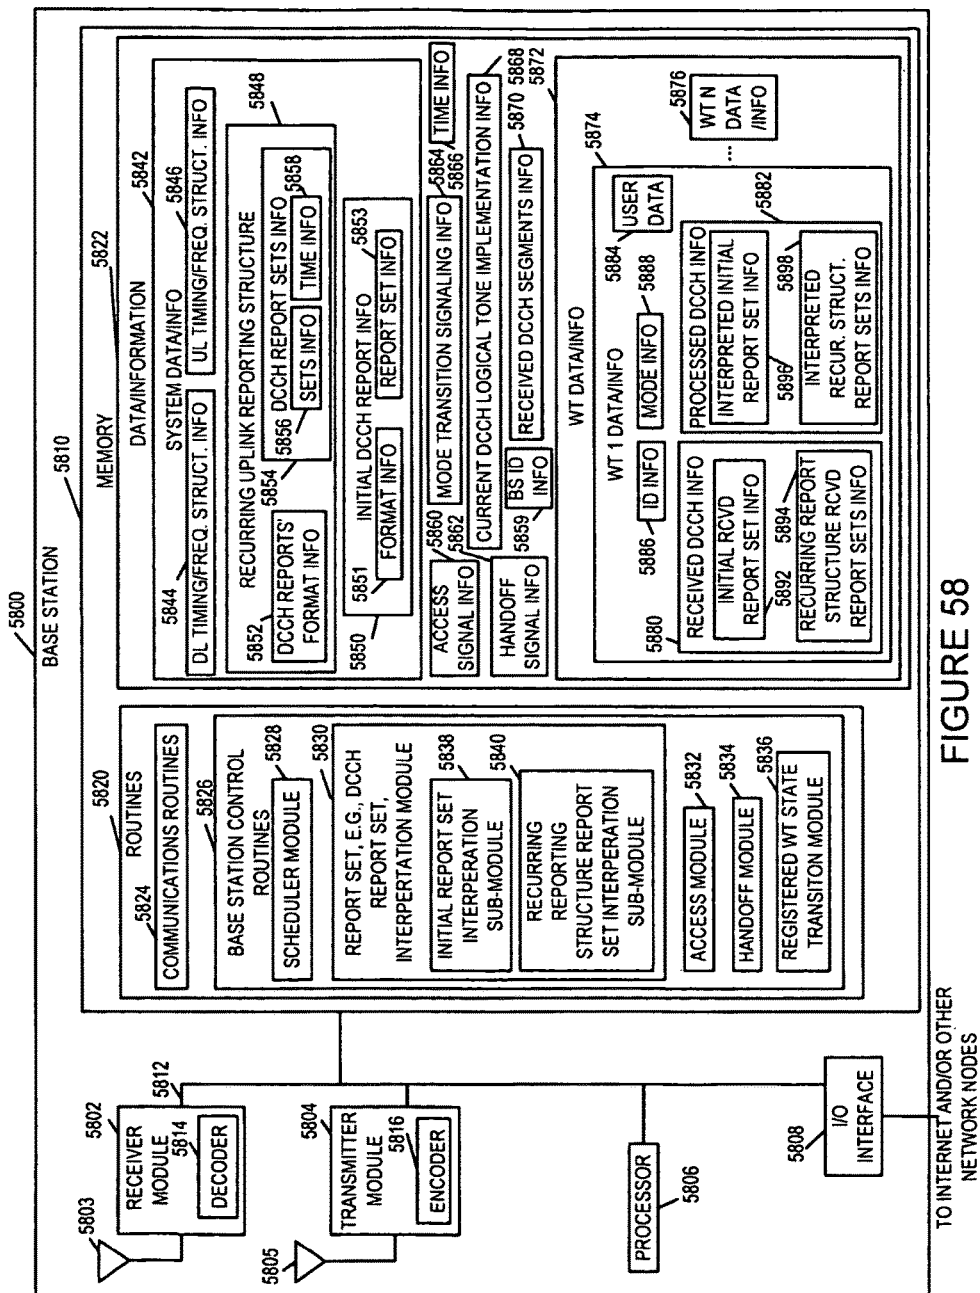 5800
BASE STATION
5810
5803
5802
RECEIVER
MODULE
5814
DECODER
5812
5805
5804
TRANSMITTER
MODULE
5816
ENCODER
PROCESSOR
5806
5808
I/O
INTERFACE
TO INTERNET AND/OR OTHER
NETWORK NODES
MEMORY
5822
5820
ROUTINES
5824
COMMUNICATIONS ROUTINES
5826
BASE STATION CONTROL
ROUTINES
5828
SCHEDULER MODULE
5830
REPORT SET, E.G., DCCH
REPORT SET,
INTERPERTATION MODULE
5838
INITIAL REPORT SET
INTERPERATION
SUB-MODULE
5840
RECURRING
REPORTING
STRUCTURE REPORT
SET INTERPERATION
SUB-MODULE
5832
ACCESS MODULE
5834
HANDOFF MODULE
5836
REGISTERED WT STATE
TRANSITON MODULE
DATA/INFORMATION
5842
SYSTEM DATA/INFO
5844
DL TIMING/FREQ. STRUCT. INFO
5846
UL TIMING/FREQ. STRUCT. INFO
5848
RECURRING UPLINK REPORTING STRUCTURE
5852
DCCH REPORTS'
FORMAT INFO
5854
DCCH REPORT SETS INFO
5856
SETS INFO
5858
TIME INFO
5850
INITIAL DCCH REPORT INFO
5851
FORMAT INFO
5853
REPORT SET INFO
5860
ACCESS
SIGNAL INFO
5864
MODE TRANSITION SIGNALING INFO
5866
TIME INFO
5862
HANDOFF
SIGNAL INFO
5868
CURRENT DCCH LOGICAL TONE IMPLEMENTATION INFO
5859
BS ID
INFO
5870
RECEIVED DCCH SEGMENTS INFO
5872
WT DATA/INFO
5874
WT 1 DATA/INFO
5884
USER
DATA
5886
ID INFO
5888
MODE INFO
5880
RECEIVED DCCH INFO
INITIAL RCVD
REPORT SET INFO
5892
5894
RECURRING REPORT
STRUCTURE RCVD
REPORT SETS INFO
5882
PROCESSED DCCH INFO
INTERPRETED INITIAL
REPORT SET INFO
5896
5898
INTERPRETED
RECUR. STRUCT.
REPORT SETS INFO
...
5876
WT N
DATA
/INFO
FIGURE 58